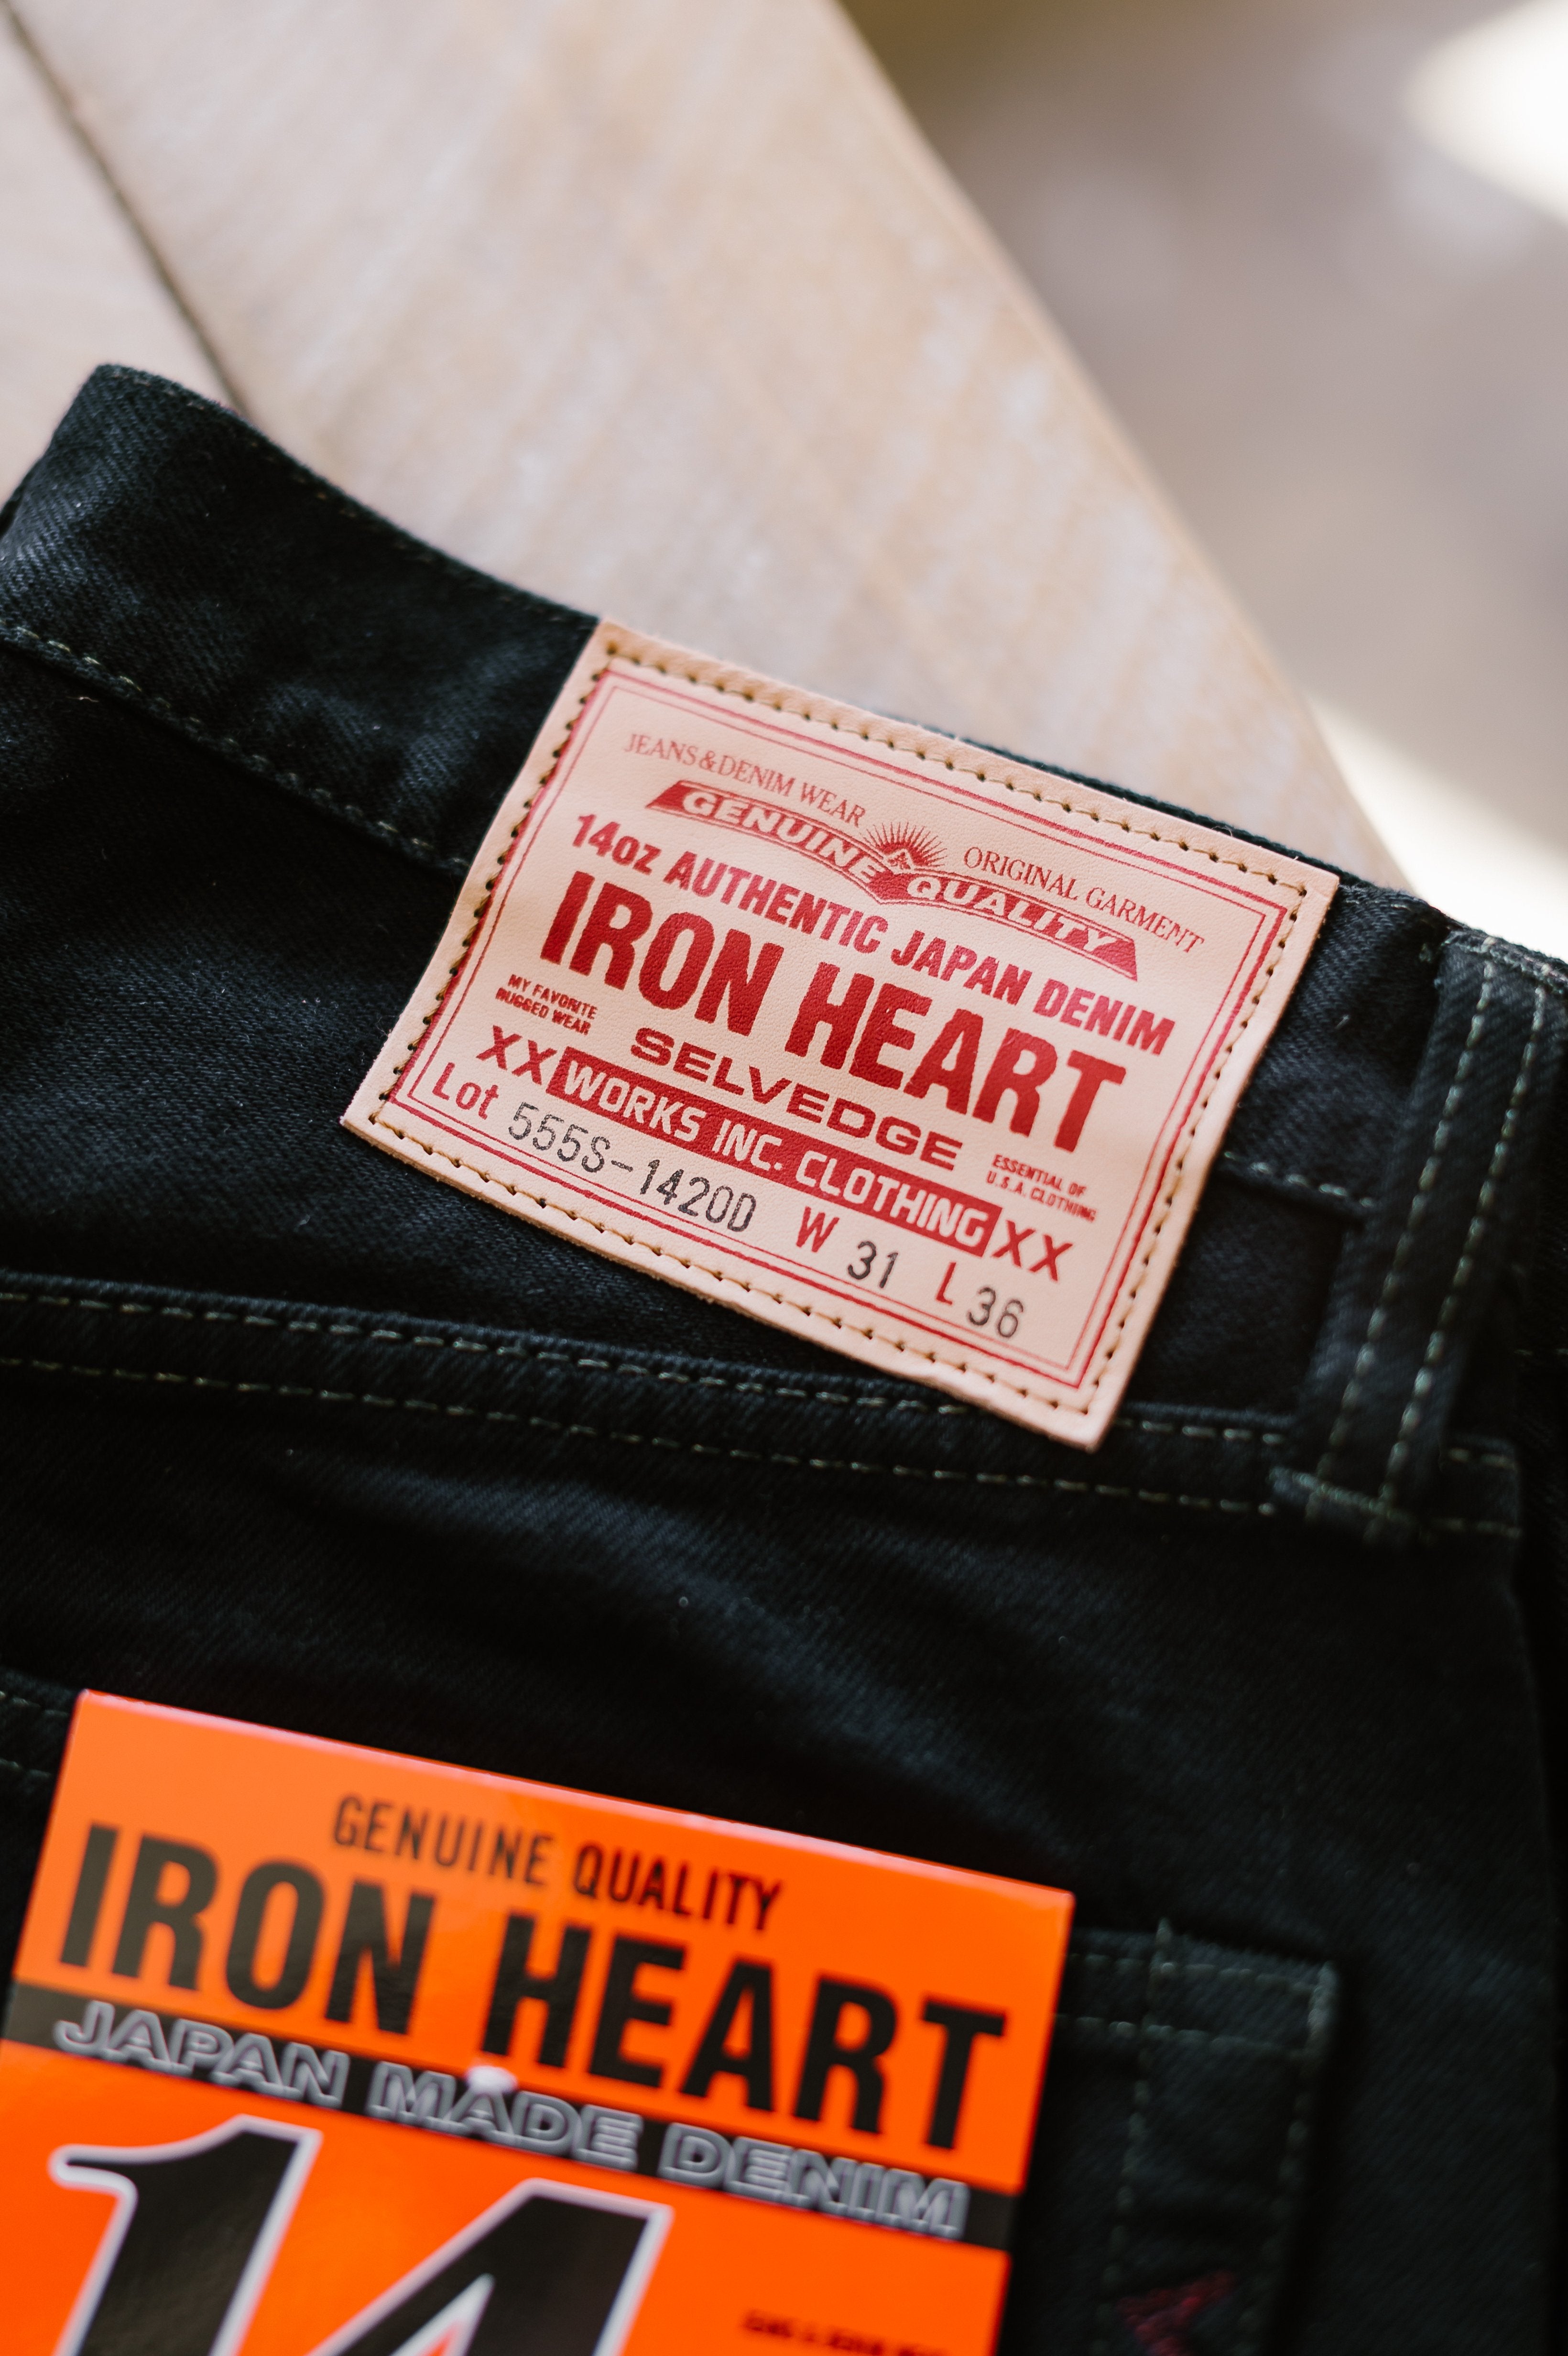 JEANS & DENIM WEAR
ORIGINAL GARMENT
GENUINE QUALITY
14oz AUTHENTIC JAPAN DENIM
IRON HEART
MY FAVORITE
RUGGED WEAR
SELVEDGE
ESSENTIAL OF
U.S.A. CLOTHING
XX WORKS INC. CLOTHING XX
Lot 555S-1420D W 31 L 36
GENUINE QUALITY
IRON HEART
JAPAN MADE DENIM
14